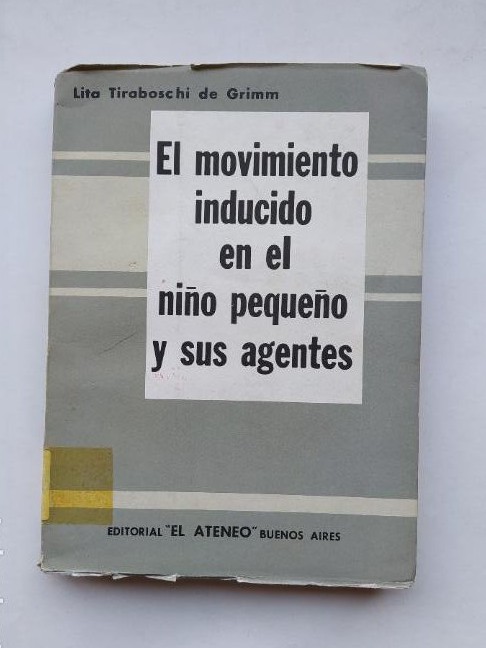 Lita Tiraboschi de Grimm
El movimiento
inducido
en el
niño pequeño
y sus agentes
EDITORIAL "EL ATENEO" BUENOS AIRES